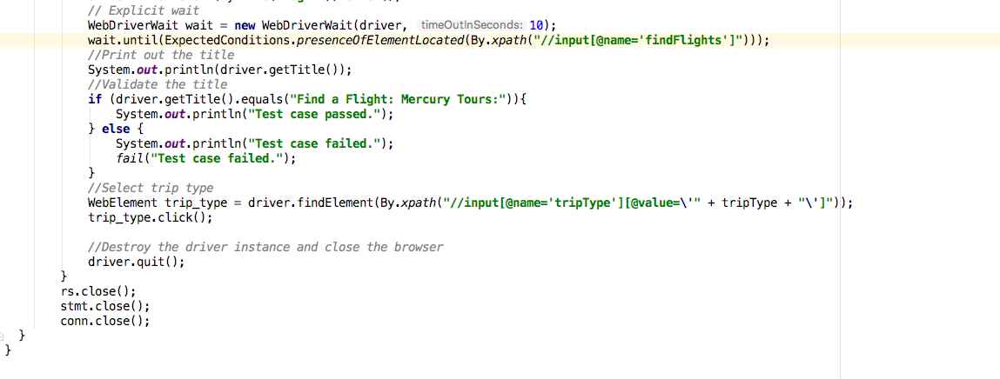 // Explicit wait
WebDriverWait wait = new WebDriverWait(driver, timeOutInSeconds: 10);
wait.until(ExpectedConditions.presenceOfElementLocated(By.xpath("//input[@name='findFlights']")));
//Print out the title
System.out.println(driver.getTitle());
//Validate the title
if (driver.getTitle().equals("Find a Flight: Mercury Tours:")){
System.out.println("Test case passed.");
} else {
System.out.println("Test case failed.");
fail("Test case failed.");
}
//Select trip type
WebElement trip_type = driver.findElement(By.xpath("//input[@name='tripType'][@value=\'" + tripType + "\']"));
trip_type.click();
//Destroy the driver instance and close the browser
driver.quit();
}
rs.close();
stmt.close();
conn.close();
}
}